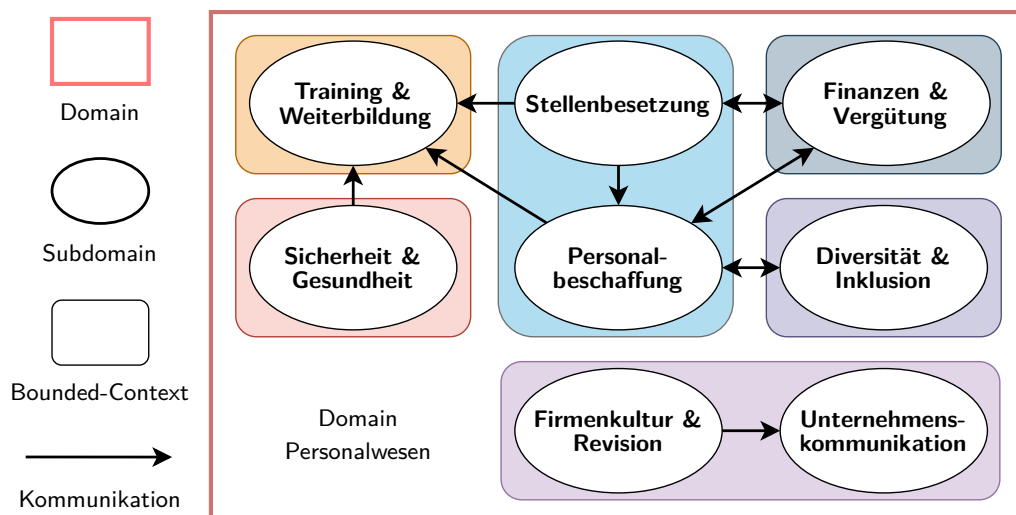 Domain
Subdomain
Bounded-Context
Kommunikation
Training &
Weiterbildung
Stellenbesetzung
Finanzen &
Vergütung
Sicherheit &
Gesundheit
Personal-
beschaffung
Diversität &
Inklusion
Domain
Personalwesen
Firmenkultur &
Revision
Unternehmens-
kommunikation